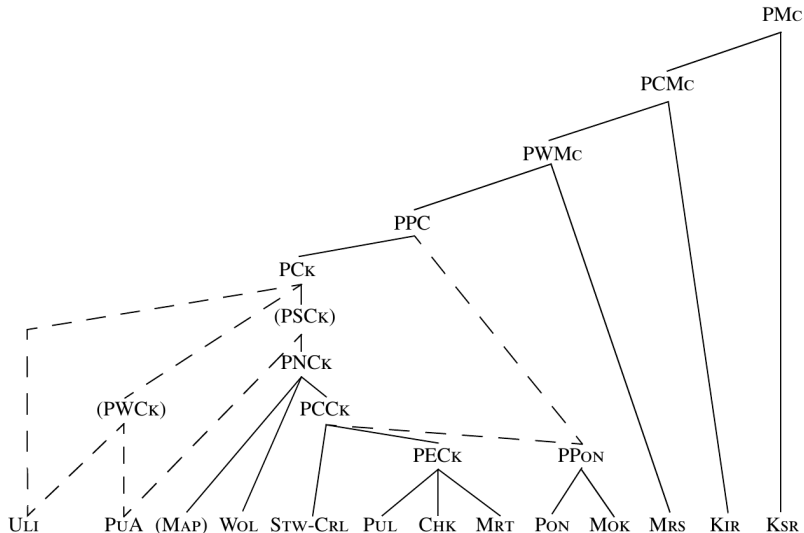 PMC
PCMC
PWMC
PPC
PCK
(PSCK)
PNCK
(PWCK)
PCCK
PECK
PPON
ULI PUA (MAP) WOL STW-CRL PUL CHK MRT PON MOK MRS KIR KSR